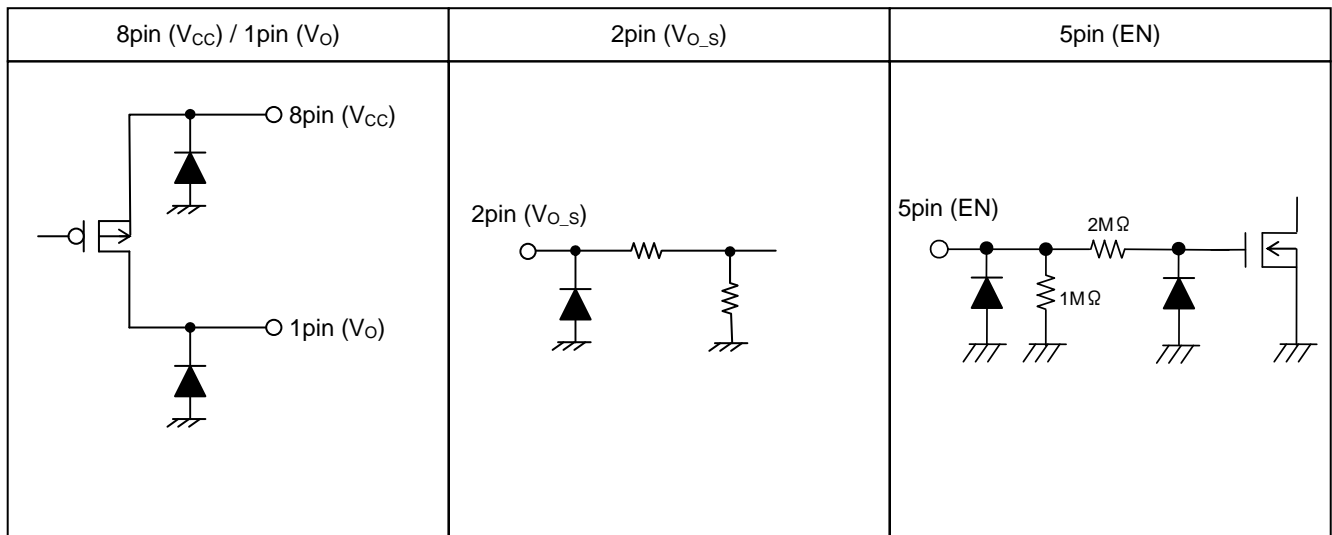 8pin (VCC) / 1pin (VO)
2pin (VO_S)
5pin (EN)
8pin (VCC)
1pin (VO)
2pin (VO_S)
5pin (EN)
2MΩ
1MΩ